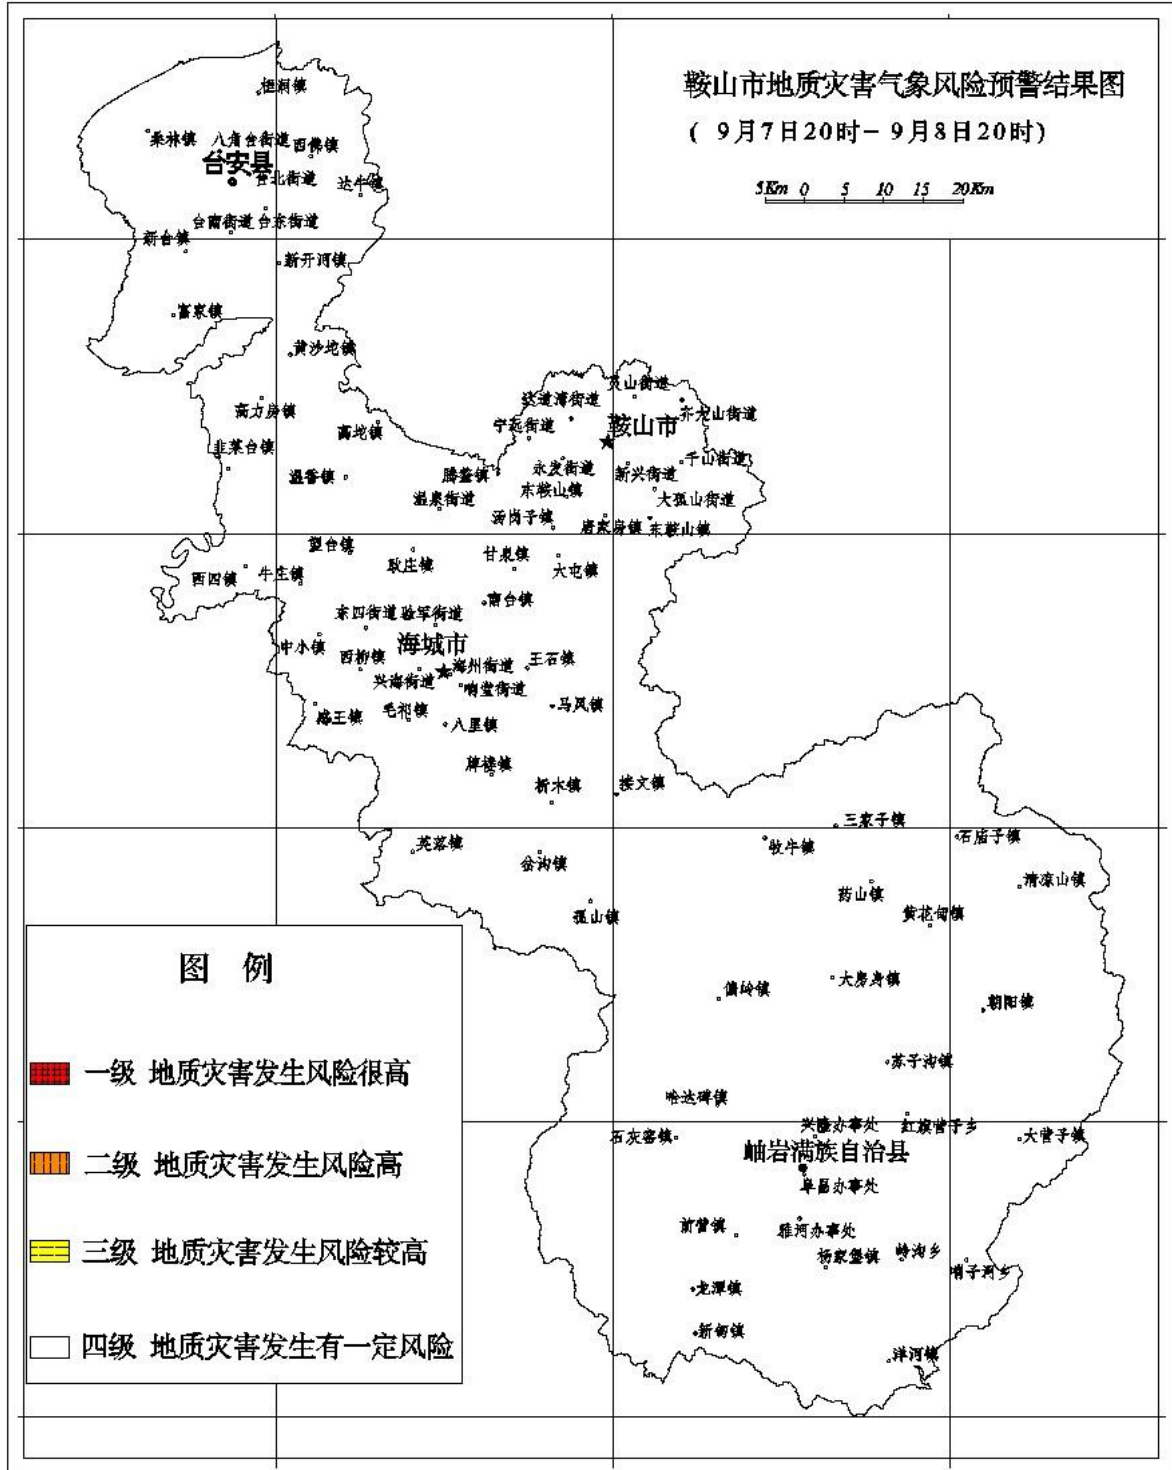 鞍山市地质灾害气象风险预警结果图
( 9月7日20时－9月8日20时)
5Km 0 5 10 15 20Km
桓洞镇
桑林镇
八角台街道
西佛镇
台安县
台北街道
达牛镇
台南街道
台东街道
新台镇
新开河镇
富家镇
黄沙坨镇
灵山街道
达道湾街道
齐大山街道
高力房镇
宁远街道
鞍山市
高坨镇
韭菜台镇
千山街道
永发街道
新兴街道
温香镇
腾鳌镇
东鞍山镇
温泉街道
大孤山街道
汤岗子镇
唐家房镇
东鞍山镇
望台镇
甘泉镇
耿庄镇
大屯镇
西四镇
牛庄镇
南台镇
东四街道
验军街道
海城市
中小镇
西柳镇
海州街道
王石镇
兴海街道
响堂街道
感王镇
毛祁镇
马风镇
八里镇
牌楼镇
析木镇
接文镇
三家子镇
英落镇
牧牛镇
石庙子镇
岔沟镇
药山镇
清凉山镇
孤山镇
黄花甸镇
偏岭镇
大房身镇
朝阳镇
苏子沟镇
哈达碑镇
兴隆办事处
红旗营子乡
石灰窑镇
大营子镇
岫岩满族自治县
阜昌办事处
前营镇
雅河办事处
杨家堡镇
岭沟乡
哨子河乡
龙潭镇
新甸镇
洋河镇
图 例
一级 地质灾害发生风险很高
二级 地质灾害发生风险高
三级 地质灾害发生风险较高
四级 地质灾害发生有一定风险